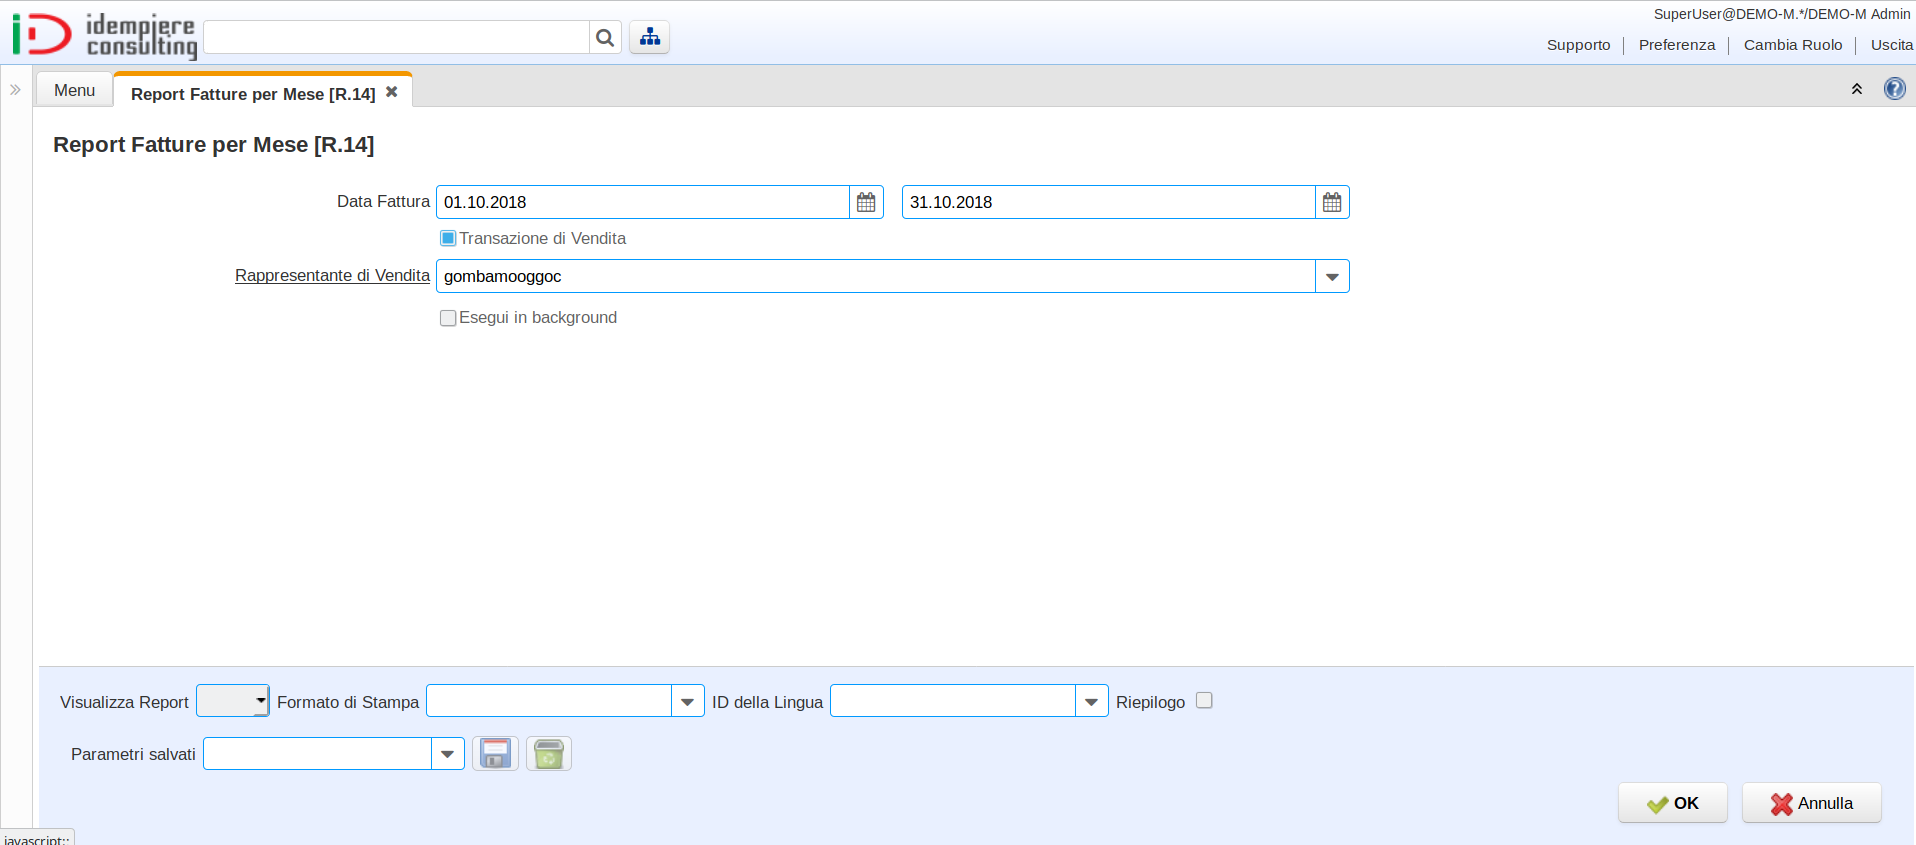 SuperUser@DEMO-M.*/DEMO-M Admin
idempiere
consulting
Supporto
Preferenza
Cambia Ruolo
Uscita
Menu
Report Fatture per Mese [R.14]
Report Fatture per Mese [R.14]
Data Fattura 01.10.2018 31.10.2018
Transazione di Vendita
Rappresentante di Vendita gombamooggoc
Esegui in background
Visualizza Report Formato di Stampa ID della Lingua Riepilogo
Parametri salvati
OK Annulla
javascript:;